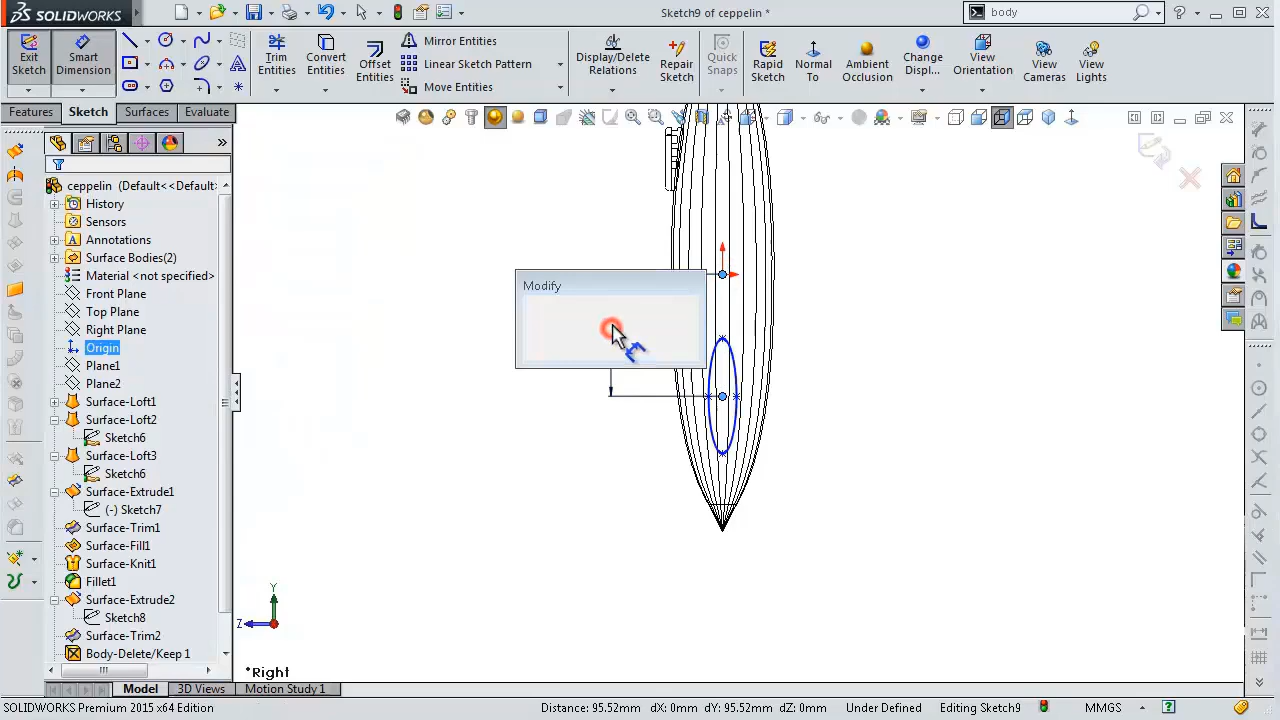 SOLIDWORKS
Sketch9 of ceppelin *
body
Exit Sketch
Smart Dimension
Trim Entities
Convert Entities
Offset Entities
Mirror Entities
Linear Sketch Pattern
Move Entities
Display/Delete Relations
Repair Sketch
Quick Snaps
Rapid Sketch
Normal To
Ambient Occlusion
Change Displ...
View Orientation
View Cameras
View Lights
Features
Sketch
Surfaces
Evaluate
ceppelin (Default<<Default>
History
Sensors
Annotations
Surface Bodies(2)
Material <not specified>
Front Plane
Top Plane
Right Plane
Origin
Plane1
Plane2
Surface-Loft1
Surface-Loft2
Sketch6
Surface-Loft3
Sketch6
Surface-Extrude1
(-) Sketch7
Surface-Trim1
Surface-Fill1
Surface-Knit1
Fillet1
Surface-Extrude2
Sketch8
Surface-Trim2
Body-Delete/Keep 1
Modify
Y
Z
*Right
Model
3D Views
Motion Study 1
SOLIDWORKS Premium 2015 x64 Edition
Distance: 95.52mm dX: 0mm dY: 95.52mm dZ: 0mm
Under Defined
Editing Sketch9
MMGS